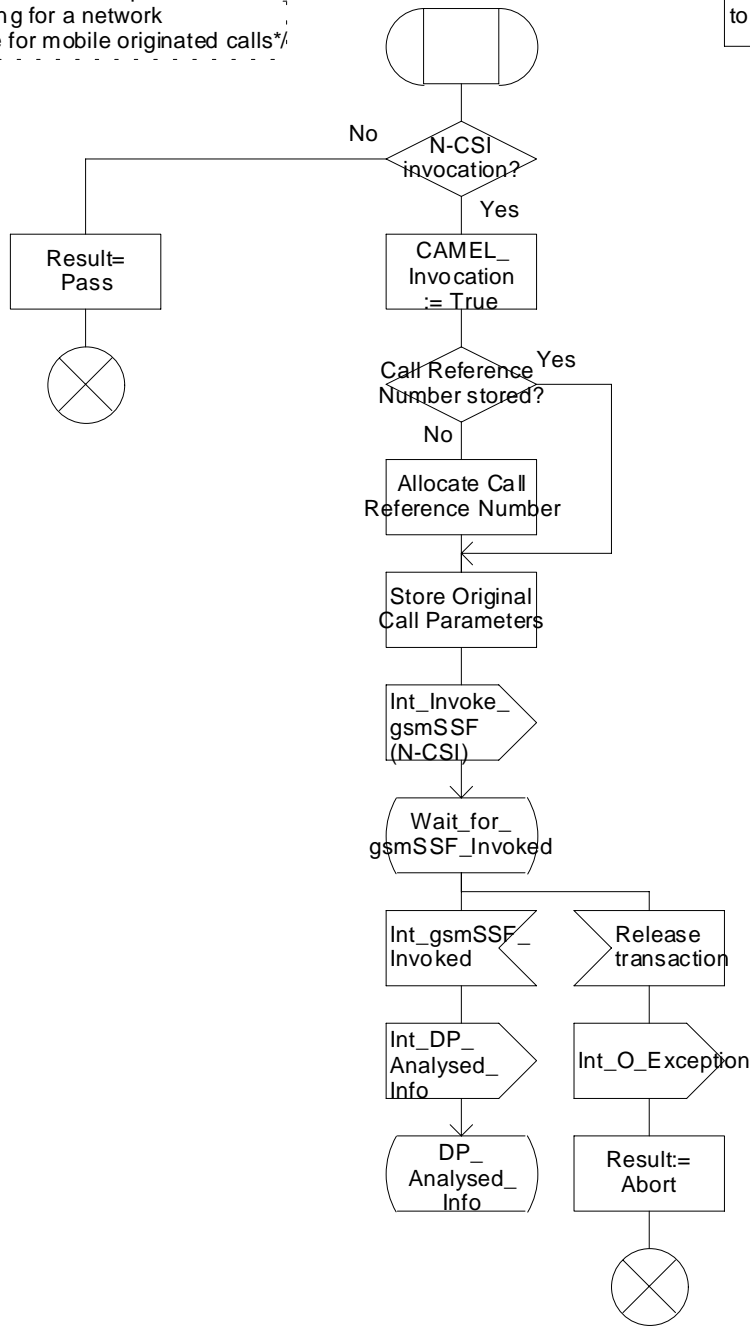 ng for a network
e for mobile originated calls*/
to
No
N-CSI
invocation?
Yes
Result=
Pass
CAMEL_
Invocation
:= True
Call Reference
Number stored?
Yes
No
Allocate Call
Reference Number
Store Original
Call Parameters
Int_Invoke_
gsmSSF
(N-CSI)
Wait_for_
gsmSSF_Invoked
Int_gsmSSF_
Invoked
Release
transaction
Int_DP_
Analysed_
Info
Int_O_Exception
DP_
Analysed_
Info
Result:=
Abort